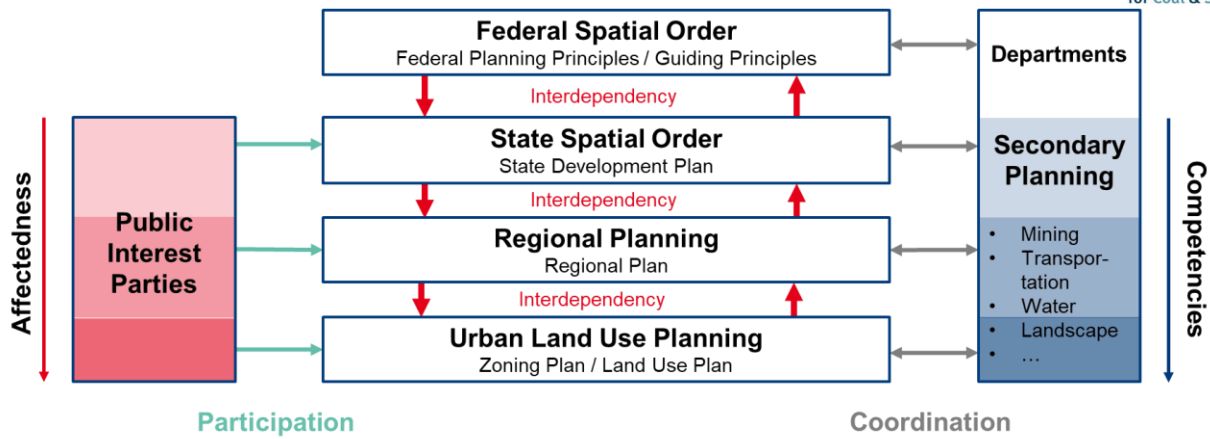 for Coal & S
Federal Spatial Order
Federal Planning Principles / Guiding Principles
Departments
Interdependency
State Spatial Order
State Development Plan
Secondary
Planning
Interdependency
Affectedness
Public
Interest
Parties
Regional Planning
Regional Plan
• Mining
• Transpor-
tation
• Water
• Landscape
• …
Competencies
Interdependency
Urban Land Use Planning
Zoning Plan / Land Use Plan
Participation
Coordination